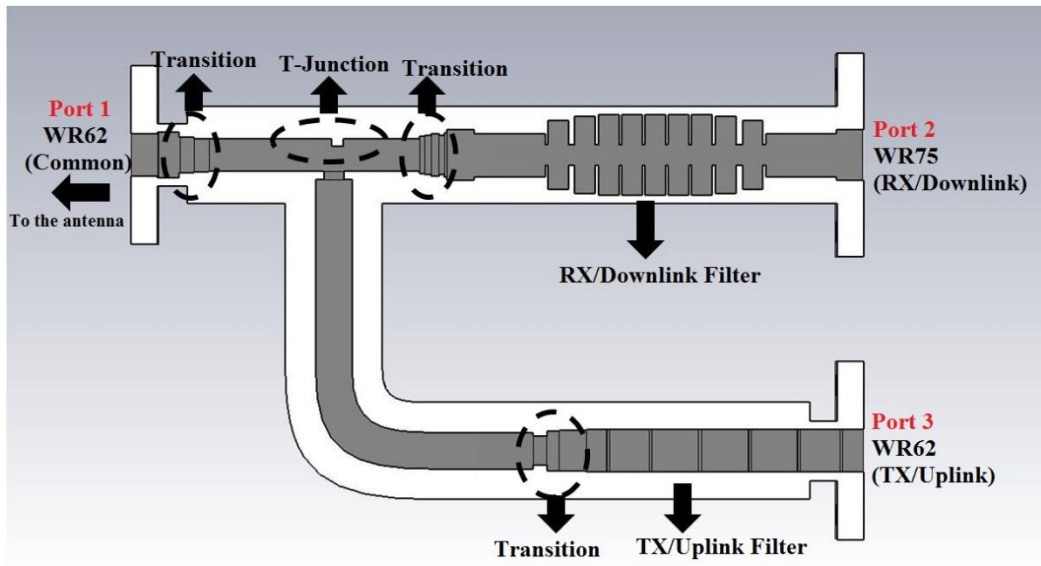 Transition
T-Junction
Transition
Port 1
WR62
(Common)
To the antenna
Port 2
WR75
(RX/Downlink)
RX/Downlink Filter
Port 3
WR62
(TX/Uplink)
Transition
TX/Uplink Filter